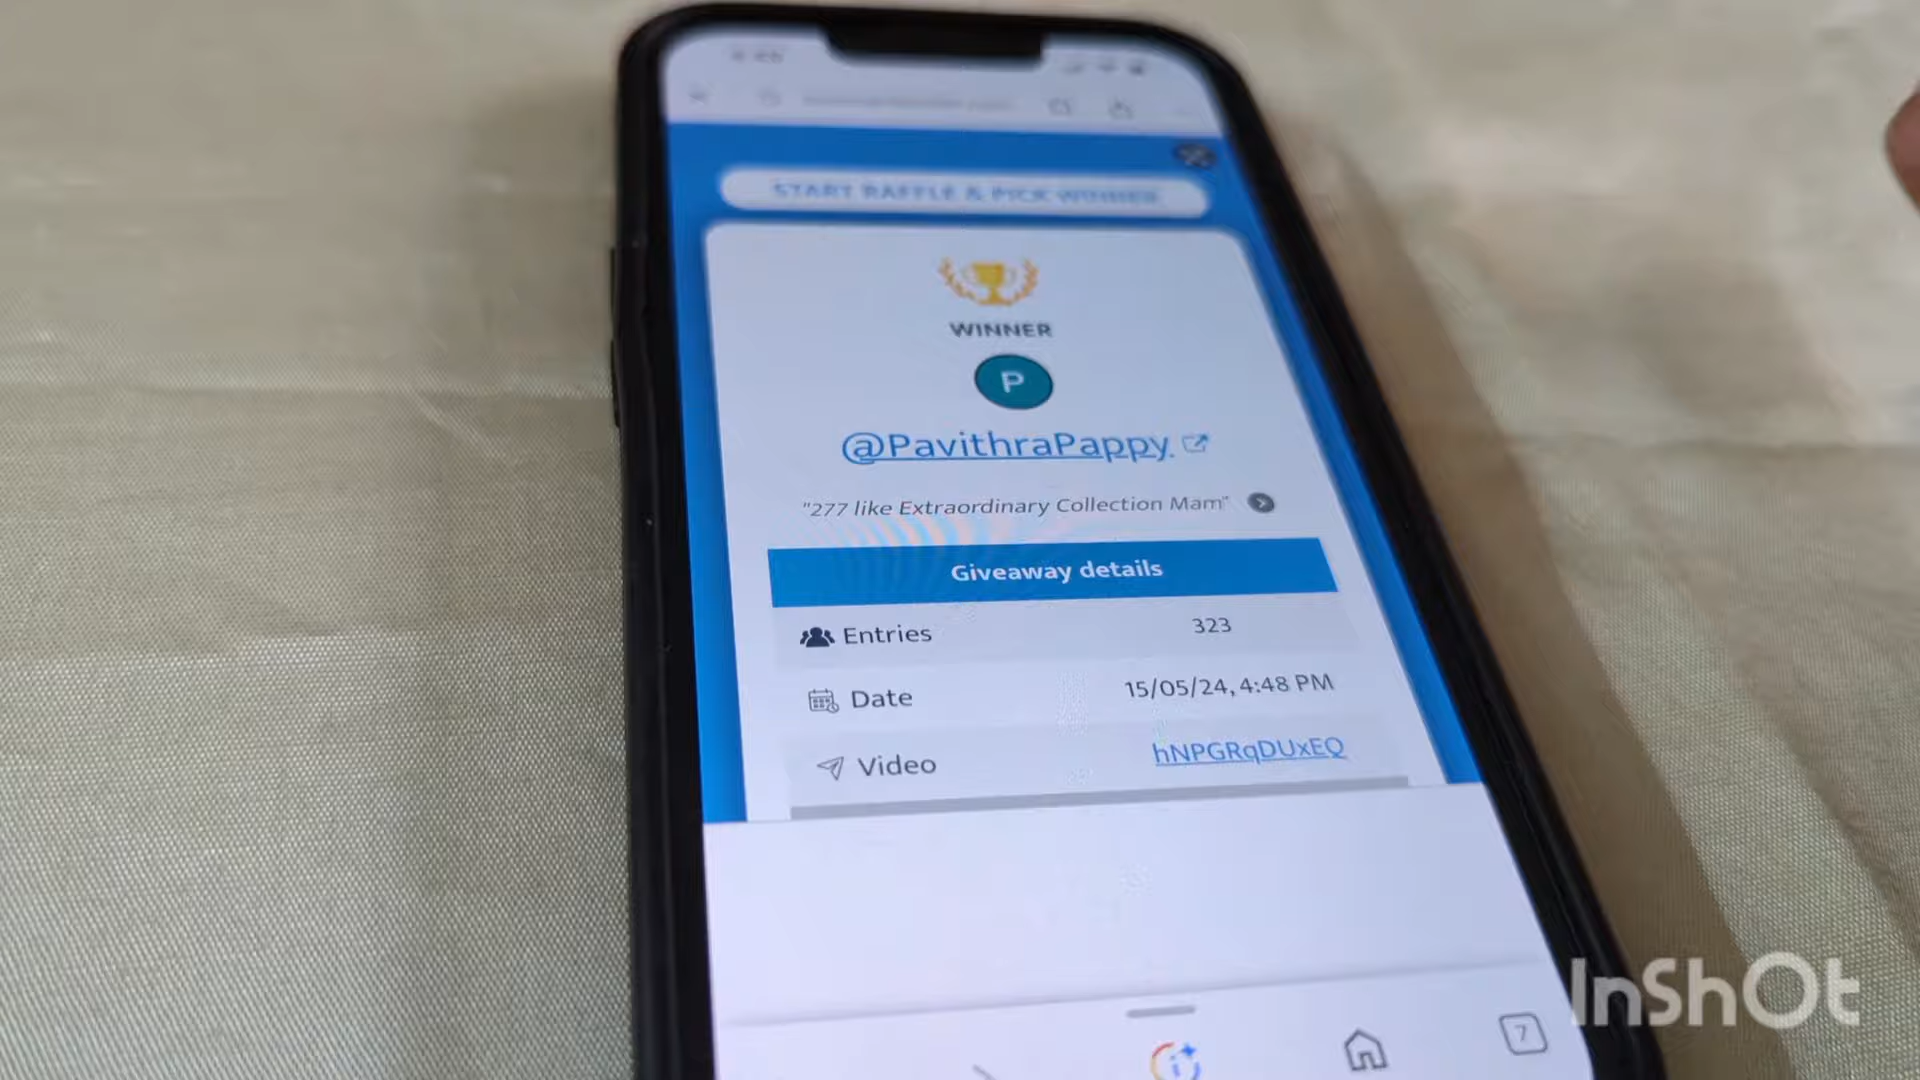 START RAFFLE & PICK WINNER
WINNER
P
@PavithraPappy
"277 like Extraordinary Collection Mam"
Giveaway details
Entries 323
Date 15/05/24, 4:48 PM
Video hNPGRqDUxEQ
7
InShOt